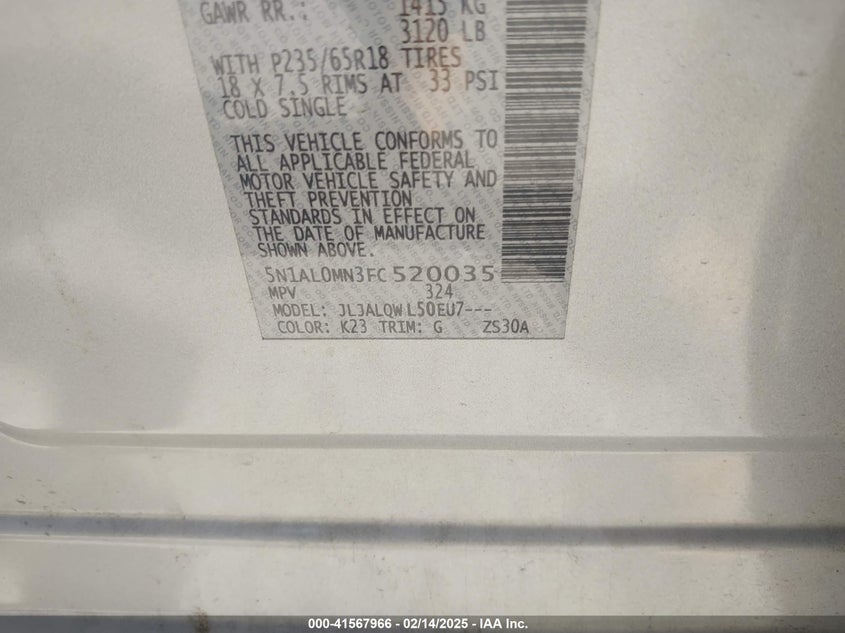 GAWR RR.: 1415 KG
3120 LB
WITH P235/65R18 TIRES
18 X 7.5 RIMS AT 33 PSI
COLD SINGLE
THIS VEHICLE CONFORMS TO
ALL APPLICABLE FEDERAL
MOTOR VEHICLE SAFETY AND
THEFT PREVENTION
STANDARDS IN EFFECT ON
THE DATE OF MANUFACTURE
SHOWN ABOVE.
5N1AL0MN3FC520035
MPV 324
MODEL: JLJALQWL50EU7---
COLOR: K23 TRIM: G ZS30A
000-41567966 - 02/14/2025 - IAA Inc.